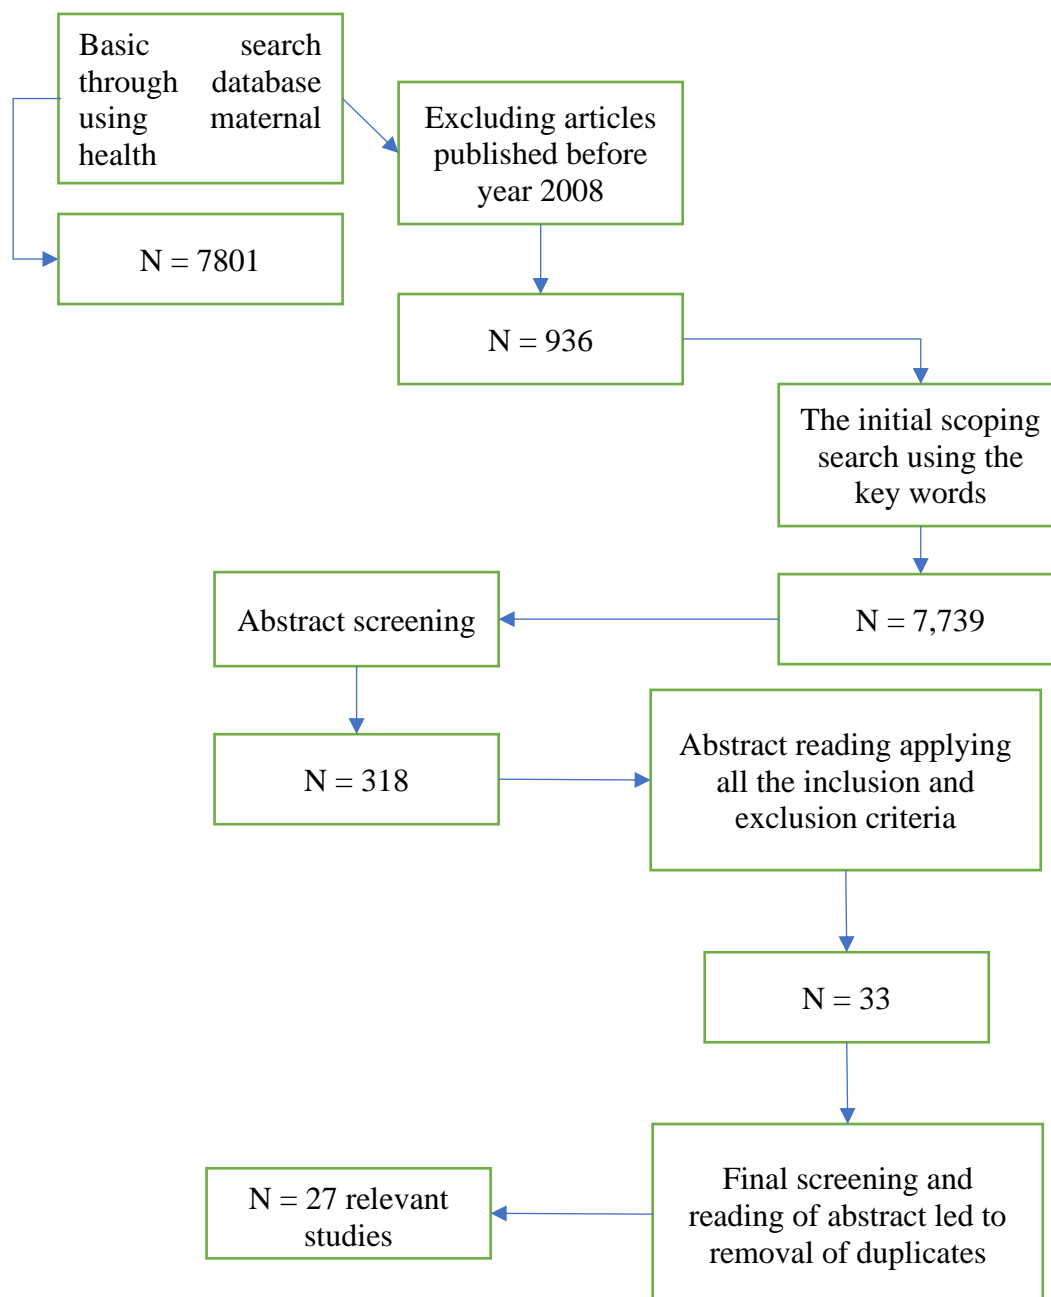 Basic search
through database
using maternal
health
N = 7801
Excluding articles
published before
year 2008
N = 936
The initial scoping
search using the
key words
N = 7,739
Abstract screening
N = 318
Abstract reading applying
all the inclusion and
exclusion criteria
N = 33
Final screening and
reading of abstract led to
removal of duplicates
N = 27 relevant
studies